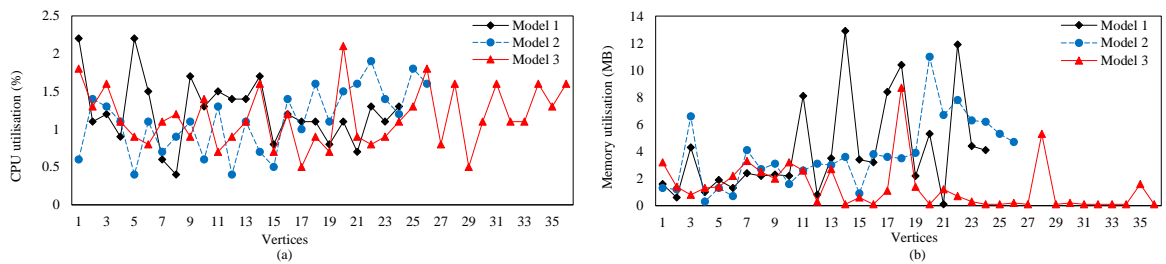 2.5
2
1.5
1
0.5
0
CPU utilisation (%)
Model 1
Model 2
Model 3
1 3 5 7 9 11 13 15 17 19 21 23 25 27 29 31 33 35
Vertices
(a)
14
12
10
8
6
4
2
0
Memory utilisation (MB)
Model 1
Model 2
Model 3
1 3 5 7 9 11 13 15 17 19 21 23 25 27 29 31 33 35
Vertices
(b)